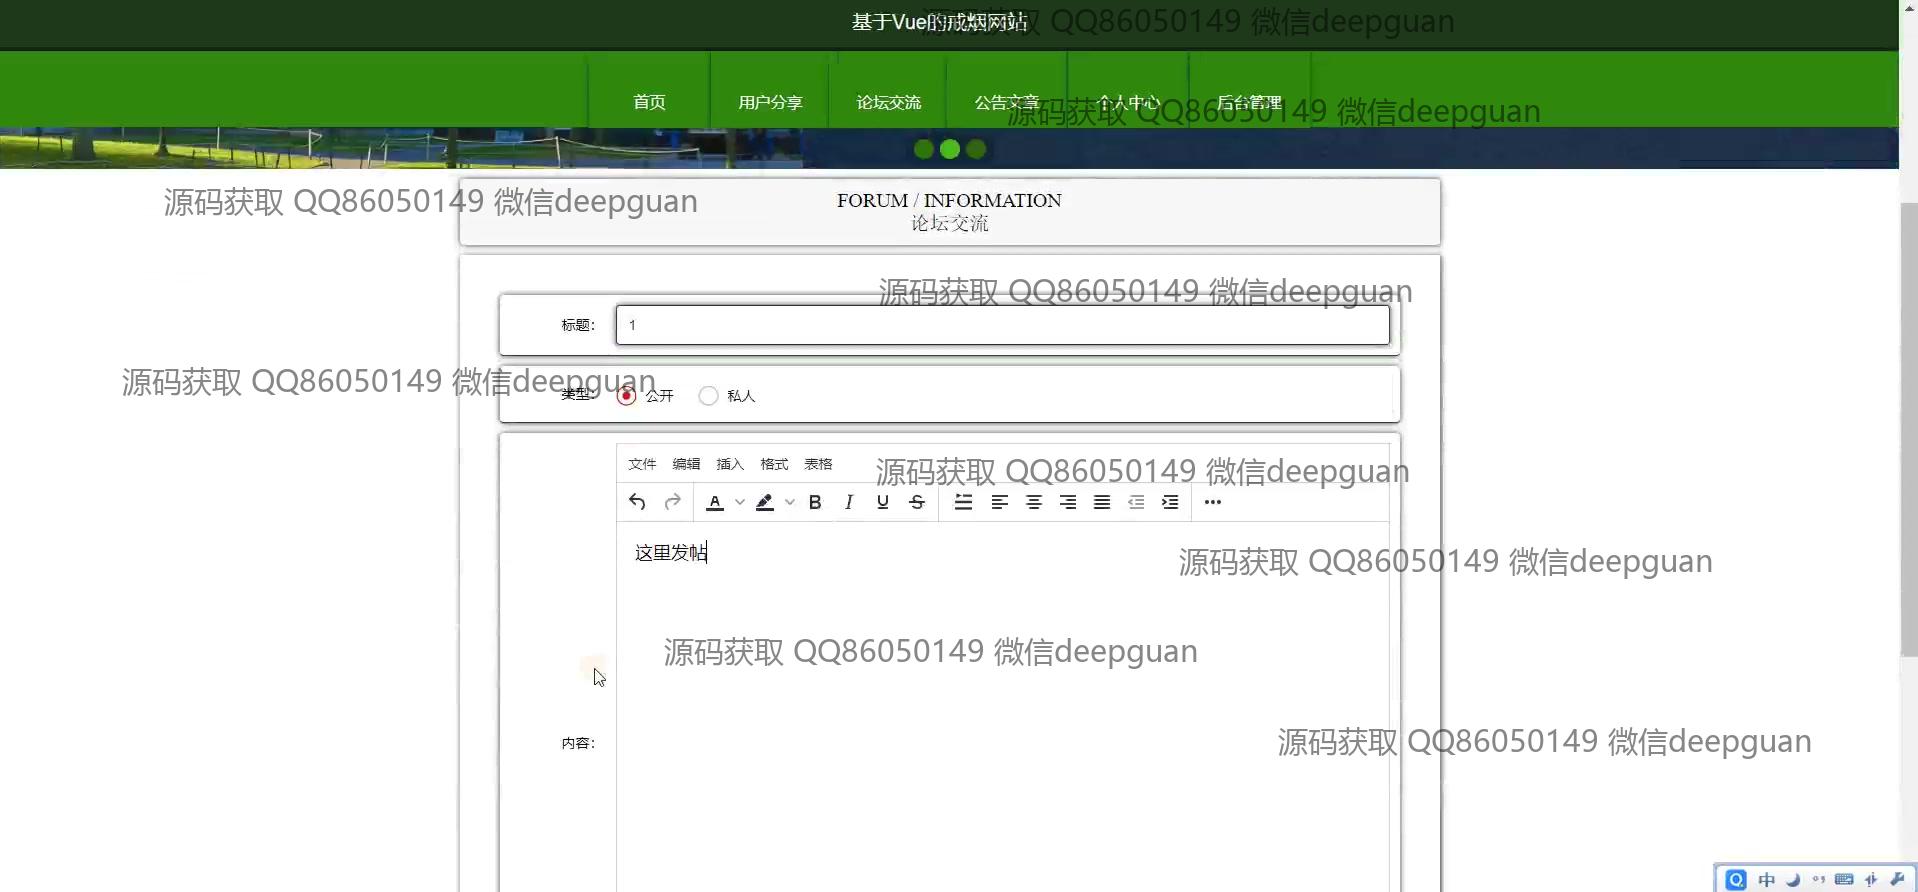 基于Vue的戒烟网站
源码获取 QQ86050149 微信deepguan
首页 用户分享 论坛交流 公告文章 个人中心 后台管理
源码获取 QQ86050149 微信deepguan
源码获取 QQ86050149 微信deepguan
FORUM / INFORMATION
论坛交流
源码获取 QQ86050149 微信deepguan
标题： 1
源码获取 QQ86050149 微信deepguan
类型： 公开 私人
文件 编辑 插入 格式 表格
源码获取 QQ86050149 微信deepguan
A B I U S
这里发帖
源码获取 QQ86050149 微信deepguan
源码获取 QQ86050149 微信deepguan
内容：
源码获取 QQ86050149 微信deepguan
中